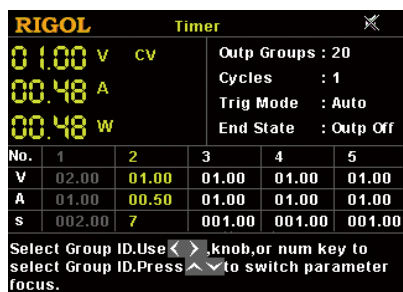 RIGOL Timer
01.00 V CV
00.48 A
00.48 W
Outp Groups : 20
Cycles : 1
Trig Mode : Auto
End State : Outp Off
No. 1 2 3 4 5
V 02.00 01.00 01.00 01.00 01.00
A 01.00 00.50 01.00 01.00 01.00
s 002.00 7 001.00 001.00 001.00
Select Group ID.Use < > ,knob,or num key to
select Group ID.Press ︿ ﹀ to switch parameter
focus.